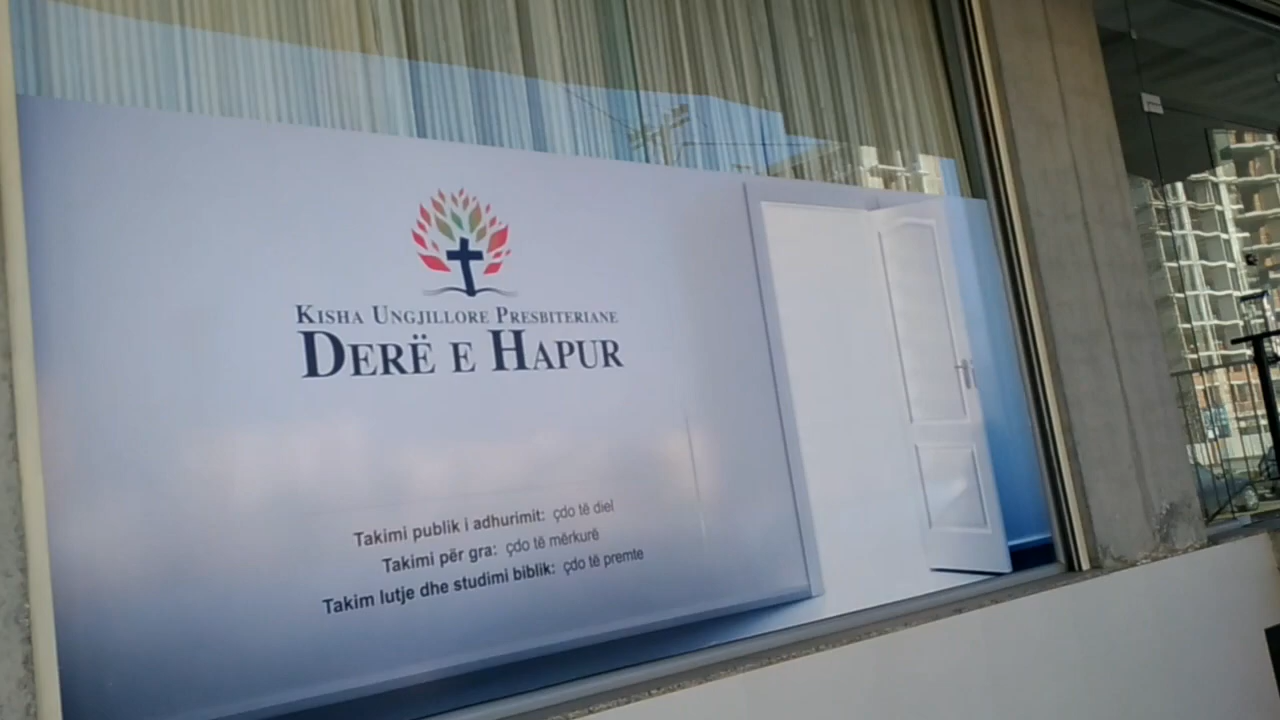 KISHA UNGJILLORE PRESBITERIANE
DERË E HAPUR
Takimi publik i adhurimit: çdo të diel
Takimi për gra: çdo të mërkurë
Takim lutje dhe studimi biblik: çdo të premte